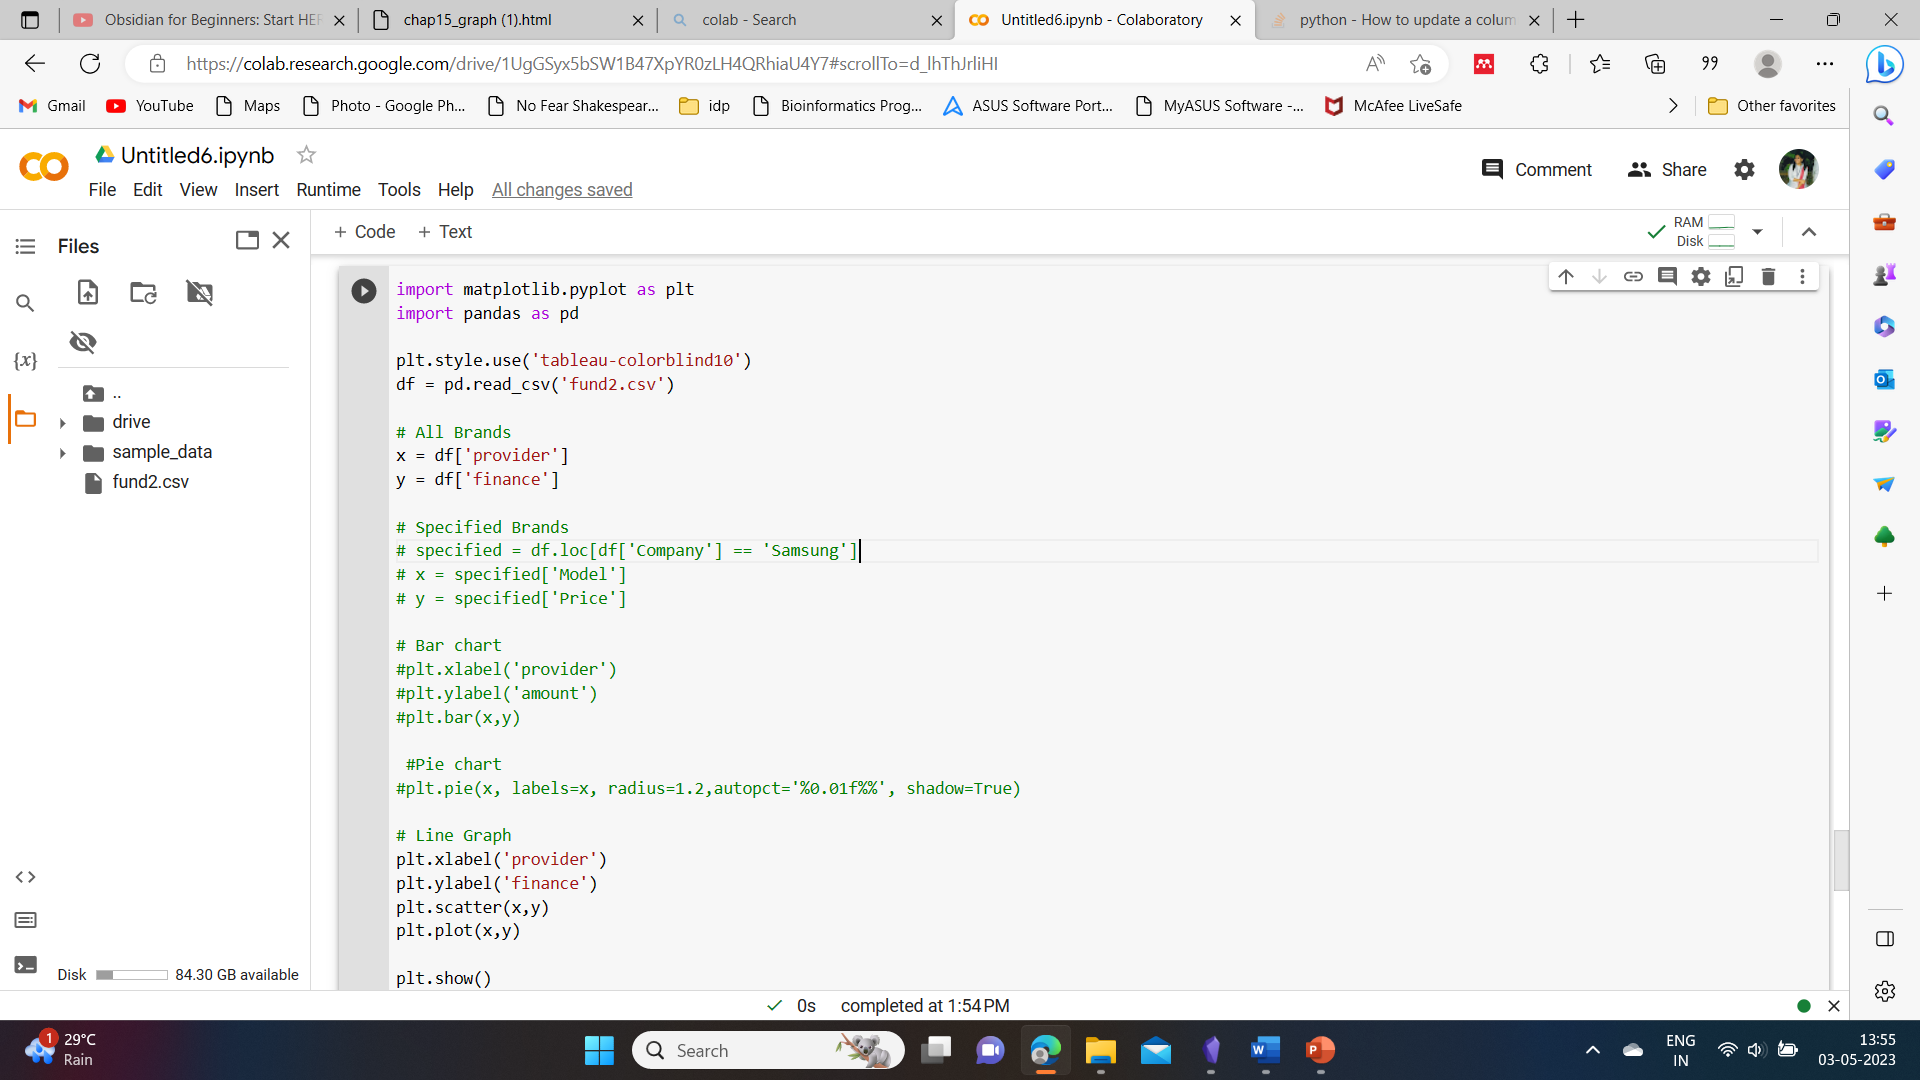 Obsidian for Beginners: Start HER
chap15_graph (1).html
colab - Search
Untitled6.ipynb - Colaboratory
python - How to update a colum
https://colab.research.google.com/drive/1UgGSyx5bSW1B47XpYR0zLH4QRhiaU4Y7#scrollTo=d_lhThJrliHI
Gmail
YouTube
Maps
Photo - Google Ph...
No Fear Shakespear...
idp
Bioinformatics Prog...
ASUS Software Port...
MyASUS Software -...
McAfee LiveSafe
Other favorites
Untitled6.ipynb
File Edit View Insert Runtime Tools Help All changes saved
Comment
Share
Files
+ Code + Text
RAM
Disk
{x}
..
drive
sample_data
fund2.csv
import matplotlib.pyplot as plt
import pandas as pd
plt.style.use('tableau-colorblind10')
df = pd.read_csv('fund2.csv')
# All Brands
x = df['provider']
y = df['finance']
# Specified Brands
# specified = df.loc[df['Company'] == 'Samsung']
# x = specified['Model']
# y = specified['Price']
# Bar chart
#plt.xlabel('provider')
#plt.ylabel('amount')
#plt.bar(x,y)
#Pie chart
#plt.pie(x, labels=x, radius=1.2,autopct='%0.01f%%', shadow=True)
# Line Graph
plt.xlabel('provider')
plt.ylabel('finance')
plt.scatter(x,y)
plt.plot(x,y)
plt.show()
Disk 84.30 GB available
0s completed at 1:54 PM
1
29°C
Rain
Search
ENG
IN
13:55
03-05-2023